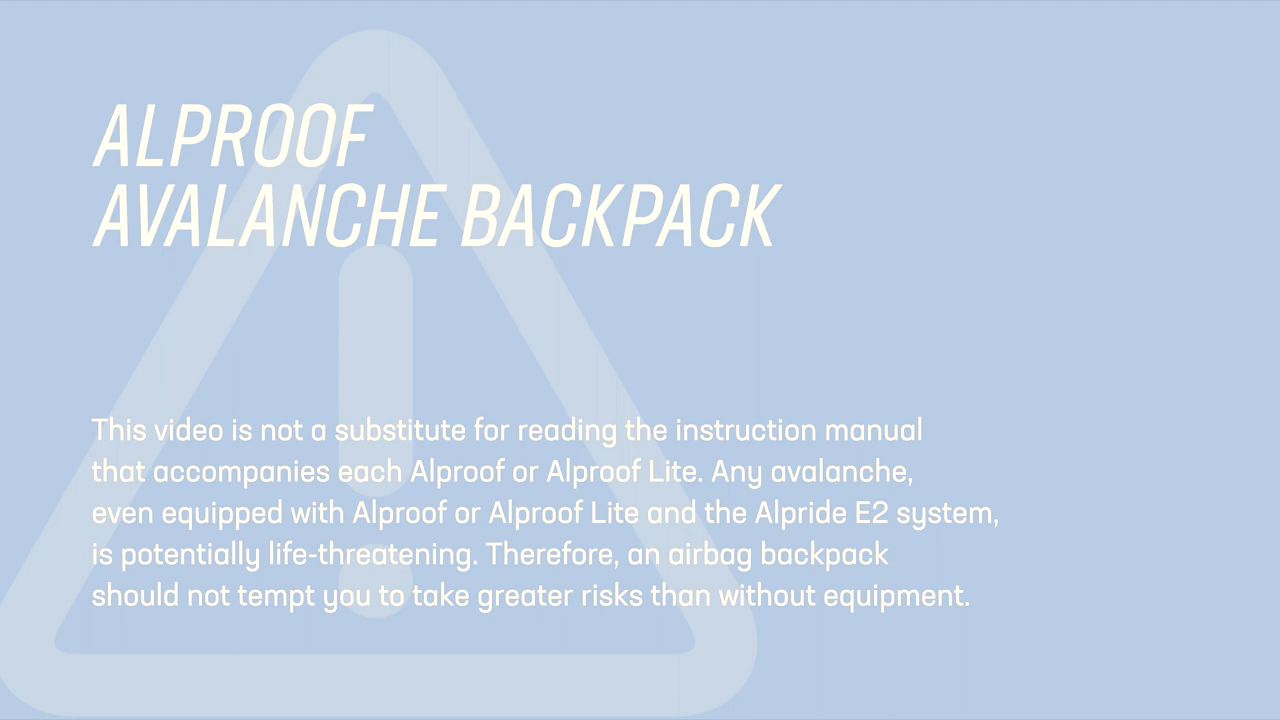 ALPROOF
AVALANCHE BACKPACK
This video is not a substitute for reading the instruction manual
that accompanies each Alproof or Alproof Lite. Any avalanche,
even equipped with Alproof or Alproof Lite and the Alpride E2 system,
is potentially life-threatening. Therefore, an airbag backpack
should not tempt you to take greater risks than without equipment.